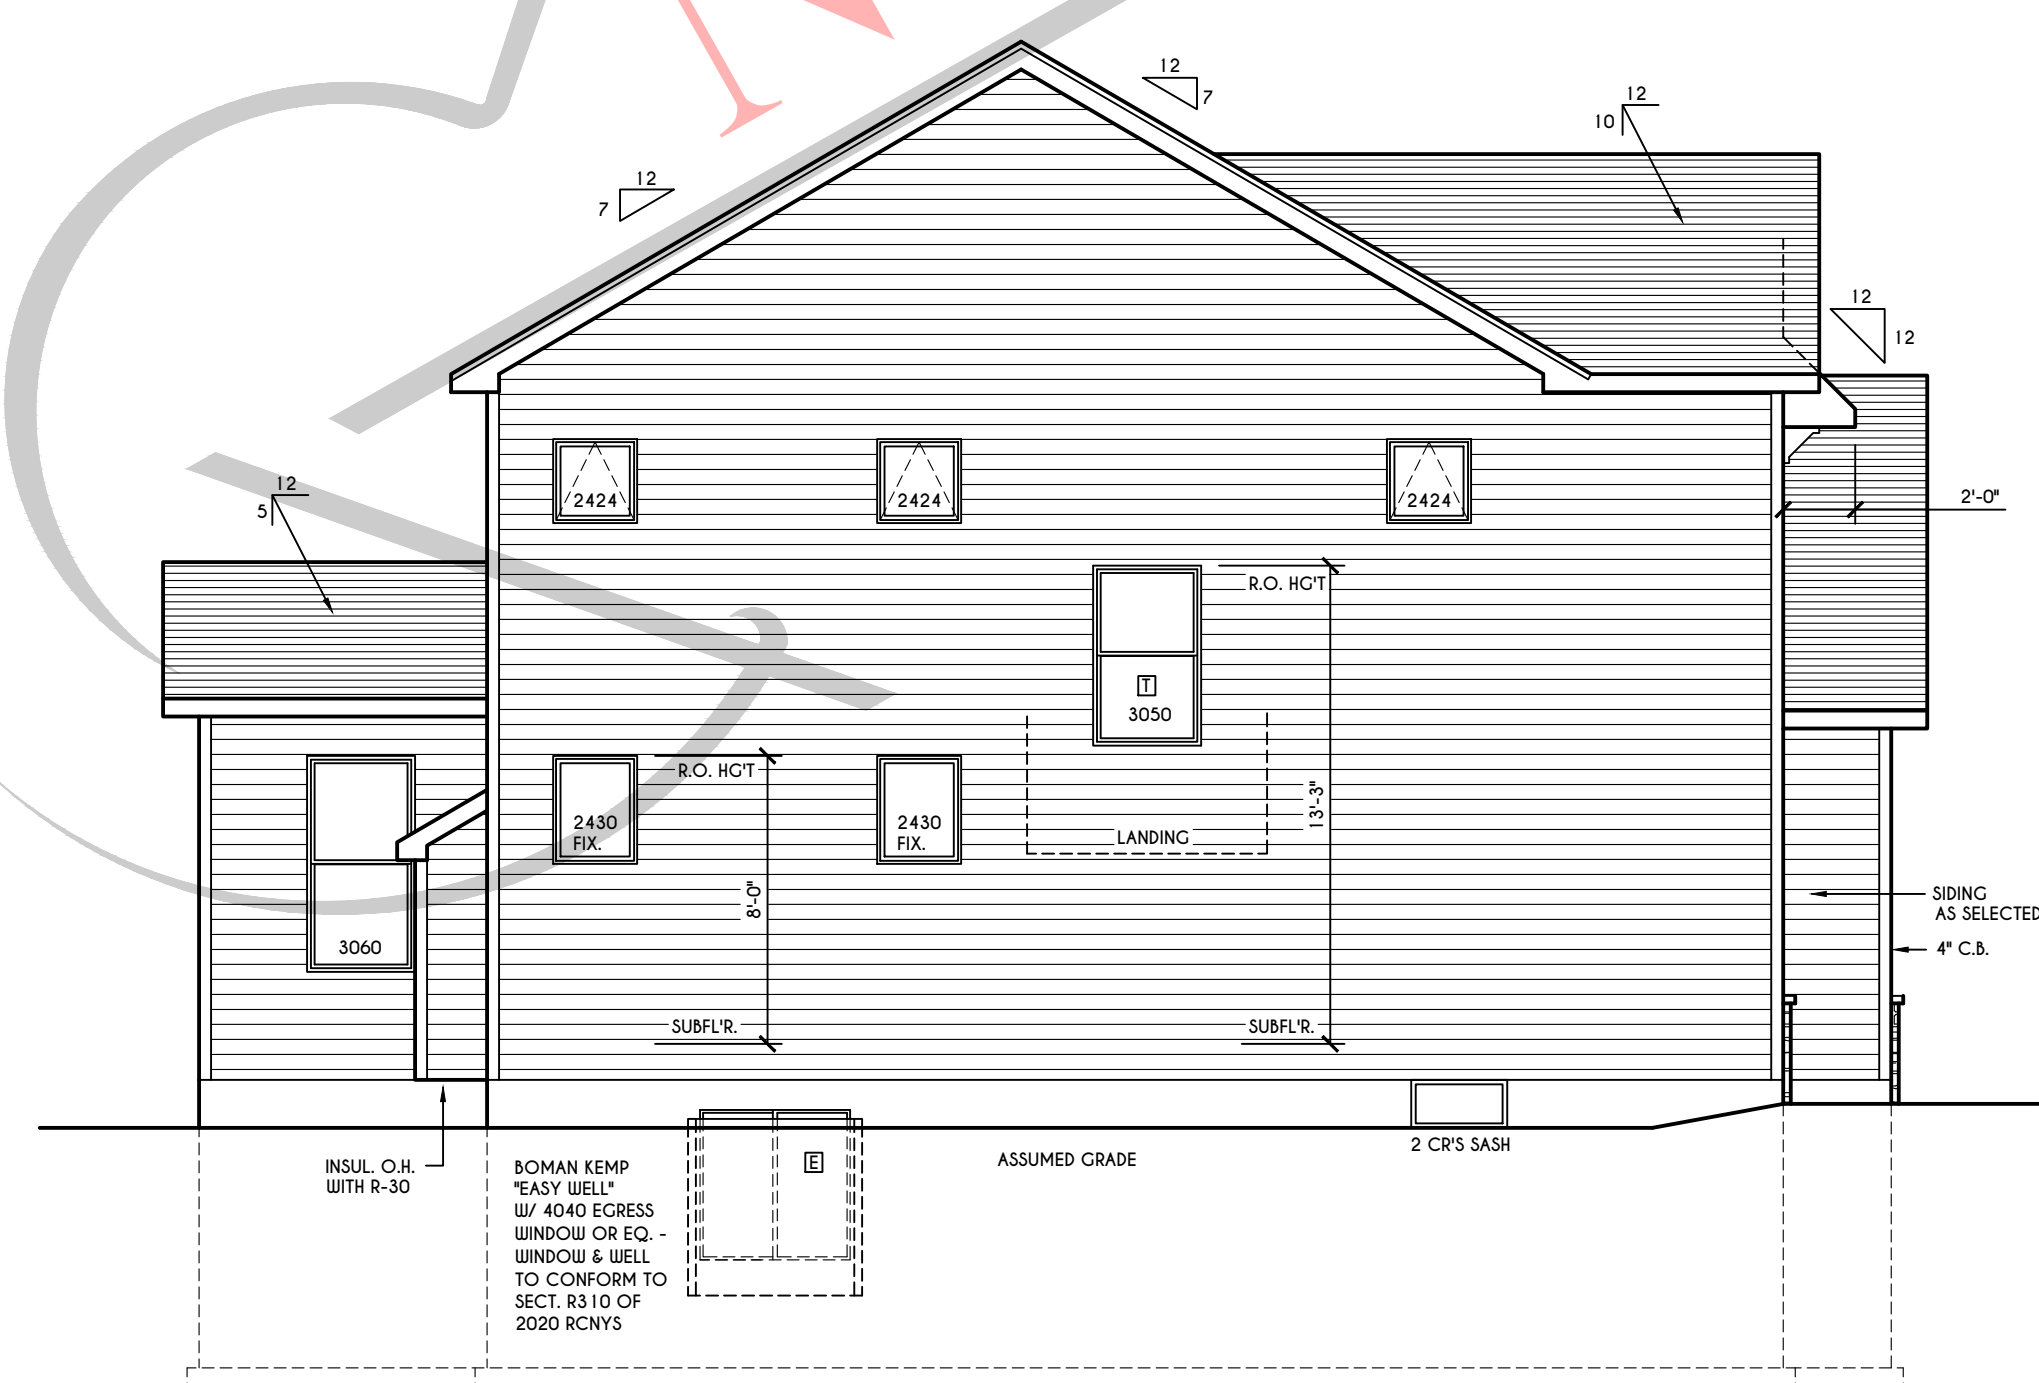 12
7
12
10
12
7
12
12
12
5
2424
2424
2424
2'-0"
R.O. HG'T
T
3050
R.O. HG'T
13'-3"
2430
FIX.
2430
FIX.
LANDING
8'-0"
SIDING
AS SELECTED
3060
4" C.B.
SUBFL'R.
SUBFL'R.
2 CR'S SASH
ASSUMED GRADE
E
INSUL. O.H.
WITH R-30
BOMAN KEMP
"EASY WELL"
W/ 4040 EGRESS
WINDOW OR EQ. -
WINDOW & WELL
TO CONFORM TO
SECT. R310 OF
2020 RCNYS